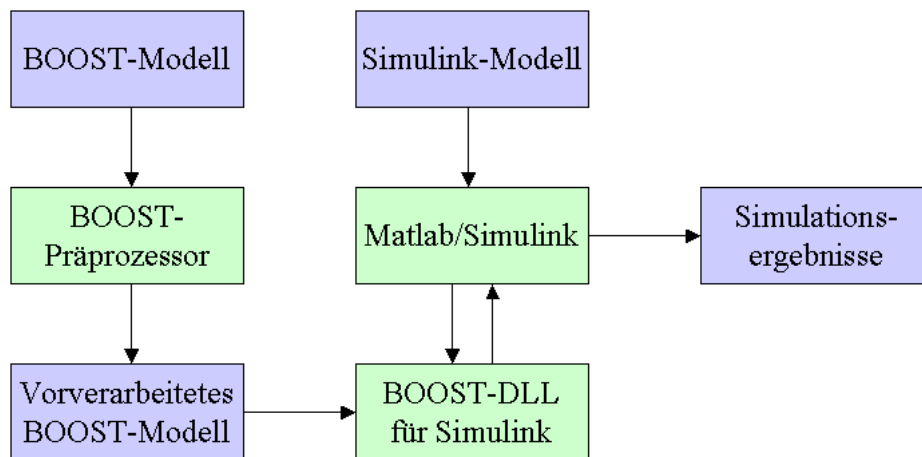 BOOST-Modell
Simulink-Modell
BOOST-
Präprozessor
Matlab/Simulink
Simulations-
ergebnisse
Vorverarbeitetes
BOOST-Modell
BOOST-DLL
für Simulink